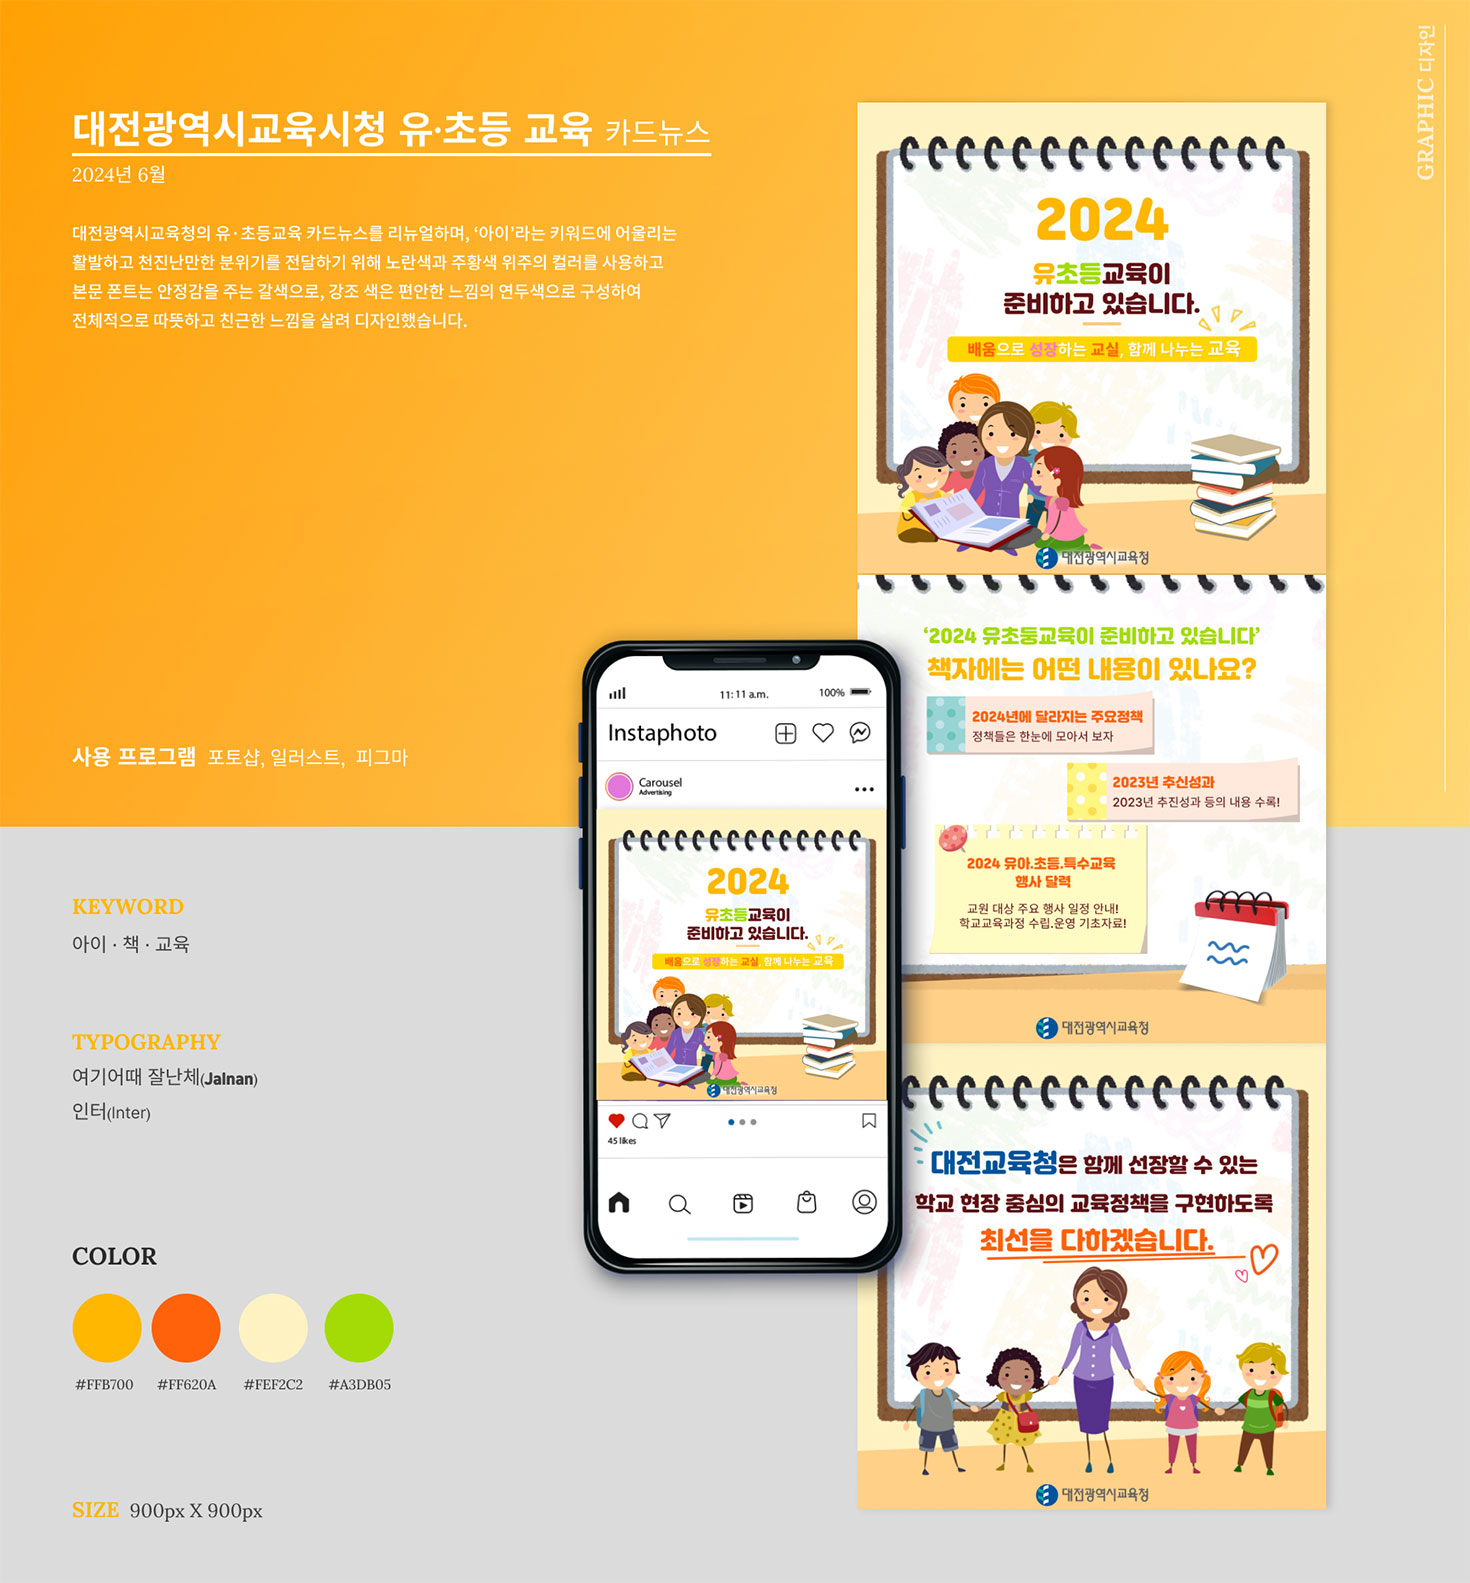 GRAPHIC 디자인
대전광역시교육시청 유·초등 교육 카드뉴스
2024년 6월
대전광역시교육청의 유·초등교육 카드뉴스를 리뉴얼하며, ‘아이’라는 키워드에 어울리는
활발하고 천진난만한 분위기를 전달하기 위해 노란색과 주황색 위주의 컬러를 사용하고
본문 폰트는 안정감을 주는 갈색으로, 강조 색은 편안한 느낌의 연두색으로 구성하여
전체적으로 따뜻하고 친근한 느낌을 살려 디자인했습니다.
사용 프로그램 포토샵, 일러스트, 피그마
KEYWORD
아이 · 책 · 교육
TYPOGRAPHY
여기어때 잘난체(Jalnan)
인터(Inter)
COLOR
#FFB700 #FF620A #FEF2C2 #A3DB05
SIZE 900px X 900px
11:11 a.m.
100%
Instaphoto
Carousel
Advertising
2024
유초등교육이
준비하고 있습니다.
배움으로 성장하는 교실, 함께 나누는 교육
대전광역시교육청
45 likes
2024
유초등교육이
준비하고 있습니다.
배움으로 성장하는 교실, 함께 나누는 교육
대전광역시교육청
‘2024 유초둥교육이 준비하고 있습니다’
책자에는 어떤 내용이 있나요?
2024년에 달라지는 주요정책
정책들은 한눈에 모아서 보자
2023년 추신성과
2023년 추진성과 등의 내용 수록!
2024 유아.초등.특수교육
행사 달력
교원 대상 주요 행사 일정 안내!
학교교육과정 수립.운영 기초자료!
대전광역시교육청
대전교육청은 함께 선장할 수 있는
학교 현장 중심의 교육정책을 구현하도록
최선을 다하겠습니다.
대전광역시교육청